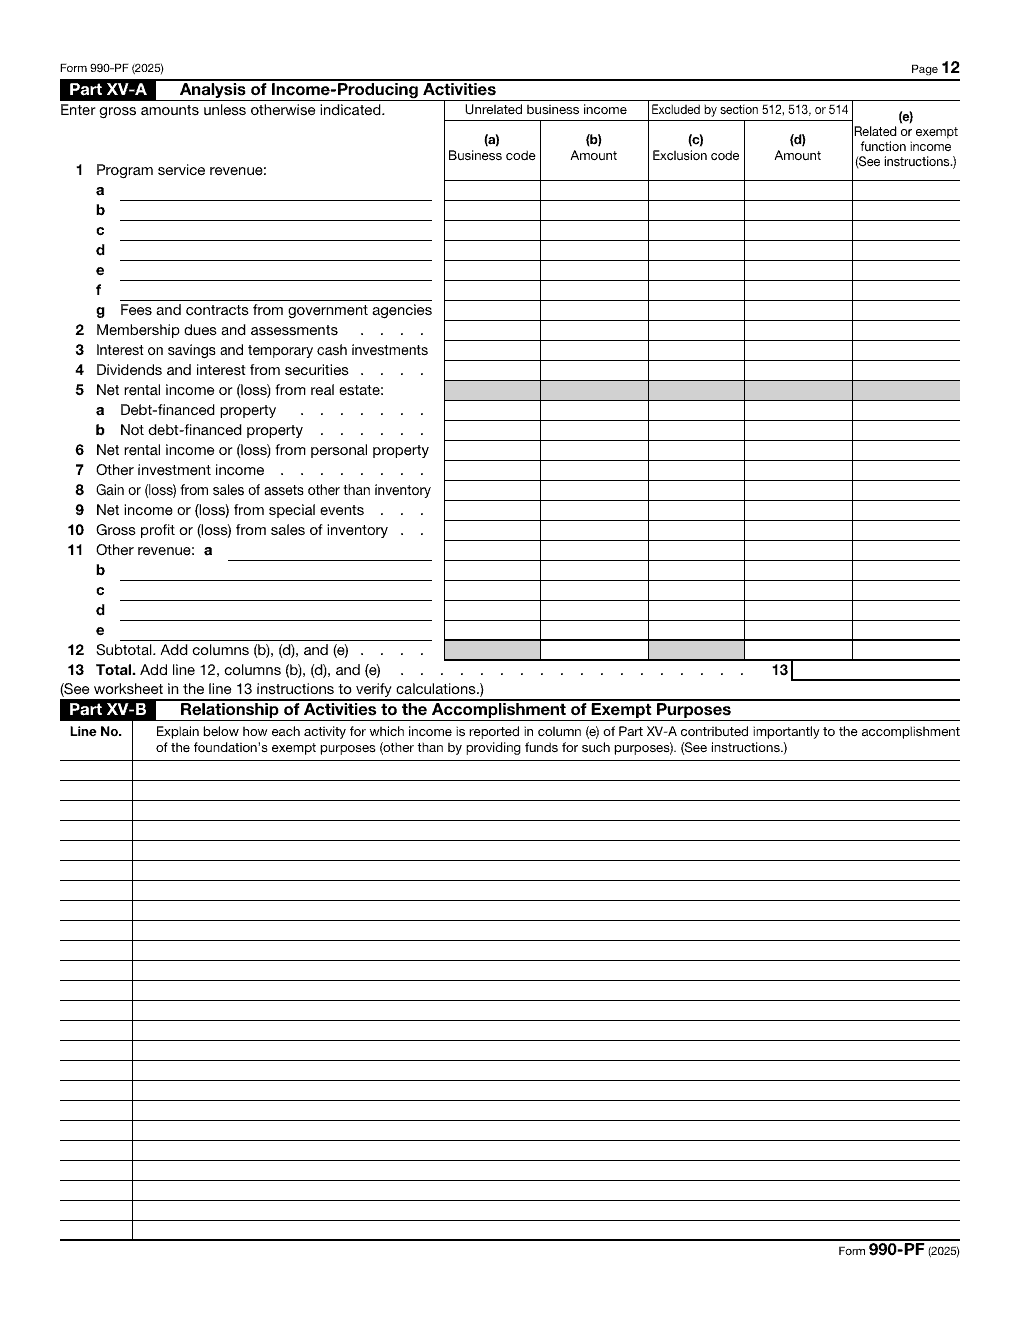 Form 990-PF (2025) Page 12
Part XV-A Analysis of Income-Producing Activities
Enter gross amounts unless otherwise indicated.
Unrelated business income
Excluded by section 512, 513, or 514
(a)
Business code
(b)
Amount
(c)
Exclusion code
(d)
Amount
(e)
Related or exempt
function income
(See instructions.)
1 Program service revenue:
a
b
c
d
e
f
g Fees and contracts from government agencies
2 Membership dues and assessments . . . .
3 Interest on savings and temporary cash investments
4 Dividends and interest from securities . . . .
5 Net rental income or (loss) from real estate:
a Debt-financed property . . . . . . .
b Not debt-financed property . . . . . .
6 Net rental income or (loss) from personal property
7 Other investment income . . . . . . . .
8 Gain or (loss) from sales of assets other than inventory
9 Net income or (loss) from special events . . .
10 Gross profit or (loss) from sales of inventory . .
11 Other revenue: a
b
c
d
e
12 Subtotal. Add columns (b), (d), and (e) . . . .
13 Total. Add line 12, columns (b), (d), and (e) . . . . . . . . . . . . . . . . . . 13
(See worksheet in the line 13 instructions to verify calculations.)
Part XV-B Relationship of Activities to the Accomplishment of Exempt Purposes
Line No.
Explain below how each activity for which income is reported in column (e) of Part XV-A contributed importantly to the accomplishment
of the foundation's exempt purposes (other than by providing funds for such purposes). (See instructions.)
Form 990-PF (2025)